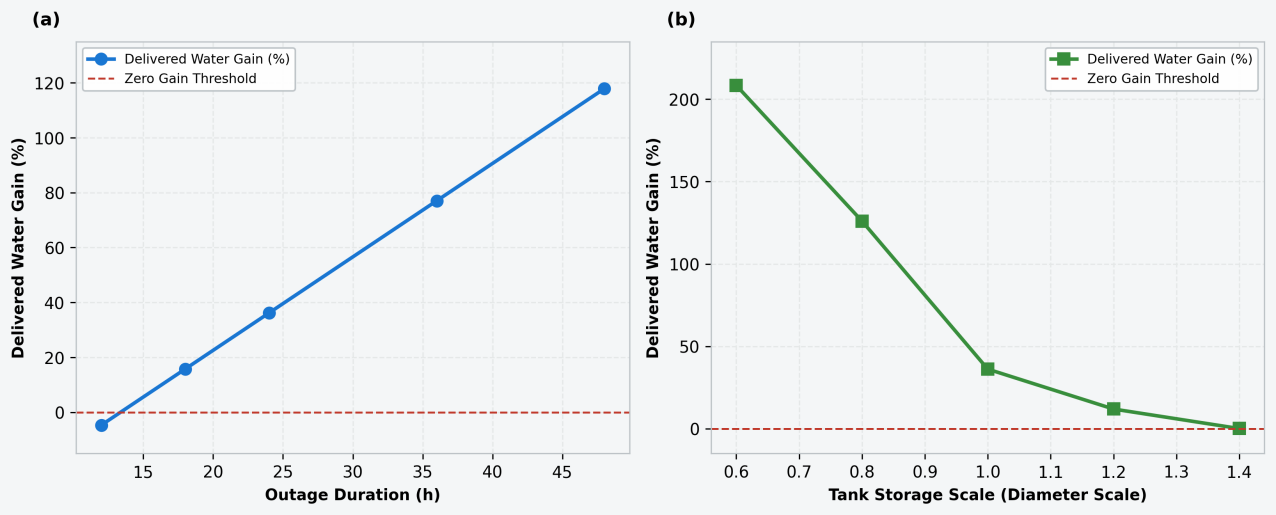 (a)
Delivered Water Gain (%)
Zero Gain Threshold
Delivered Water Gain (%)
120
100
80
60
40
20
0
15 20 25 30 35 40 45
Outage Duration (h)
(b)
Delivered Water Gain (%)
Zero Gain Threshold
Delivered Water Gain (%)
200
150
100
50
0
0.6 0.7 0.8 0.9 1.0 1.1 1.2 1.3 1.4
Tank Storage Scale (Diameter Scale)